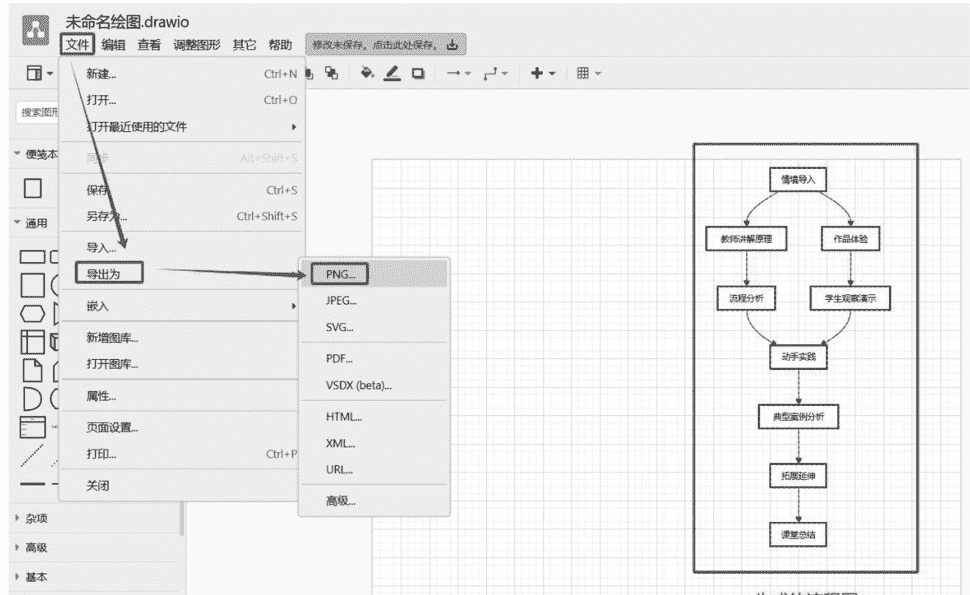 未命名绘图.drawio
文件 编辑 查看 调整图形 其它 帮助 修改未保存。点击此处保存。
新建... Ctrl+N
打开... Ctrl+O
打开最近使用的文件
同步 Alt+Shift+S
保存 Ctrl+S
另存为... Ctrl+Shift+S
导入...
导出为
嵌入
新增图库...
打开图库...
属性...
页面设置...
打印... Ctrl+P
关闭
搜索图形
便笺本
通用
杂项
高级
基本
PNG...
JPEG...
SVG...
PDF...
VSDX (beta)...
HTML...
XML...
URL...
高级...
情境导入
教师讲解原理 作品体验
流程分析 学生观察演示
动手实践
典型案例分析
拓展延伸
课堂总结